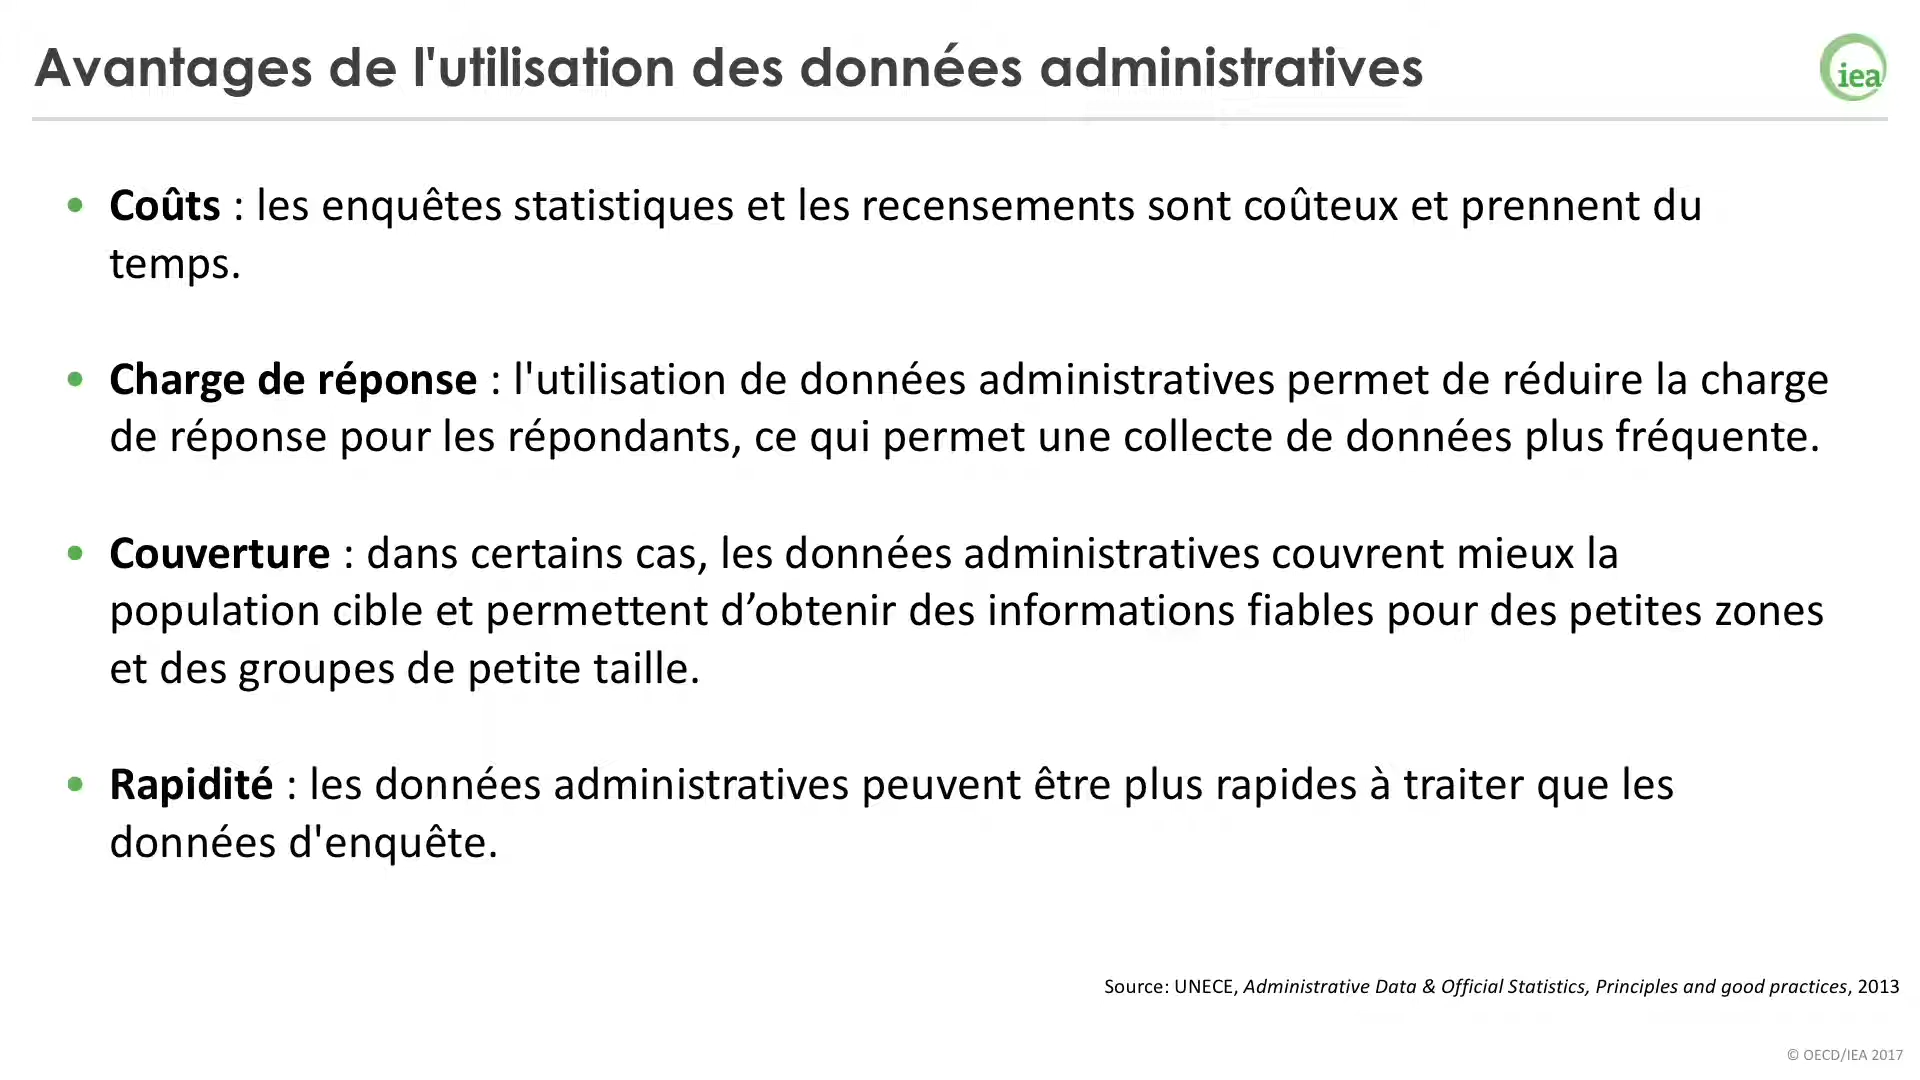 Avantages de l'utilisation des données administratives
iea
• Coûts : les enquêtes statistiques et les recensements sont coûteux et prennent du
temps.
• Charge de réponse : l'utilisation de données administratives permet de réduire la charge
de réponse pour les répondants, ce qui permet une collecte de données plus fréquente.
• Couverture : dans certains cas, les données administratives couvrent mieux la
population cible et permettent d’obtenir des informations fiables pour des petites zones
et des groupes de petite taille.
• Rapidité : les données administratives peuvent être plus rapides à traiter que les
données d'enquête.
Source: UNECE, Administrative Data & Official Statistics, Principles and good practices, 2013
© OECD/IEA 2017